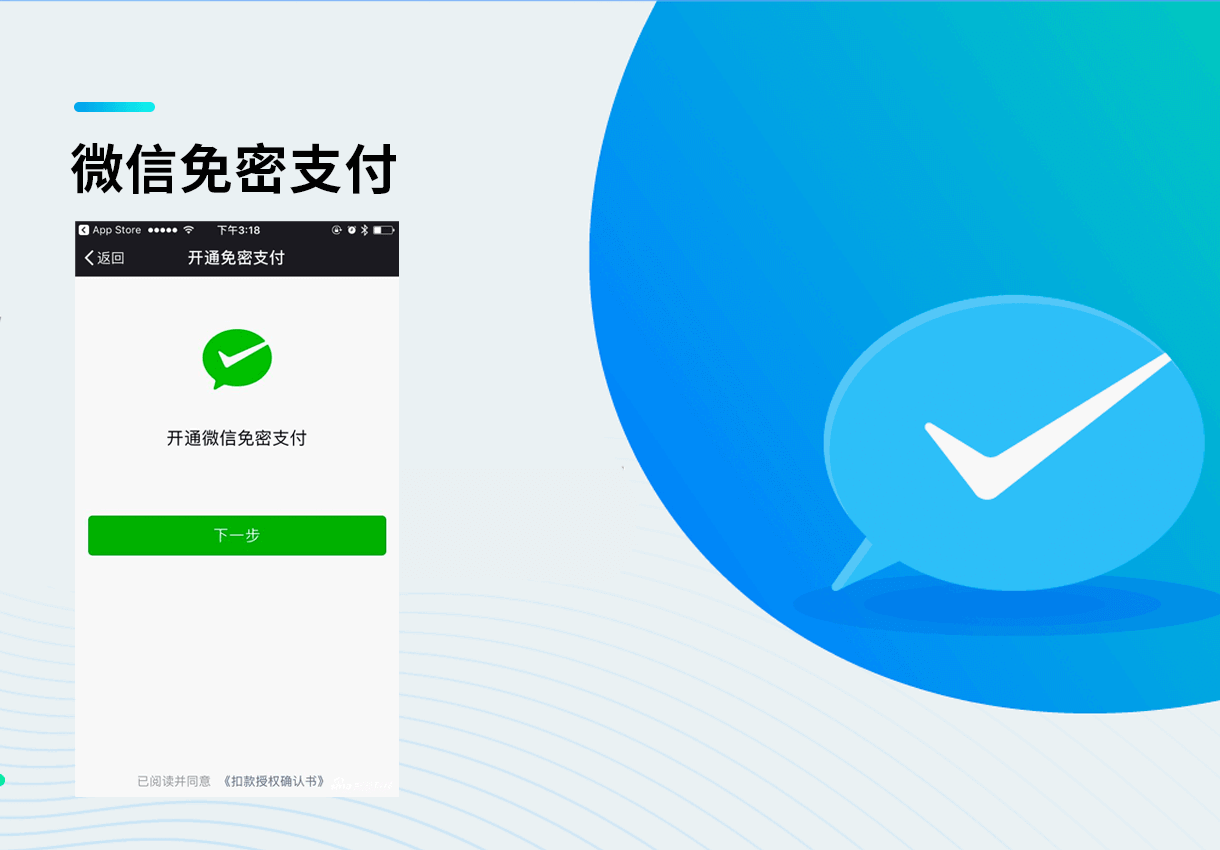 微信免密支付
App Store 下午3:18
返回 开通免密支付
开通微信免密支付
下一步
已阅读并同意 《扣款授权确认书》